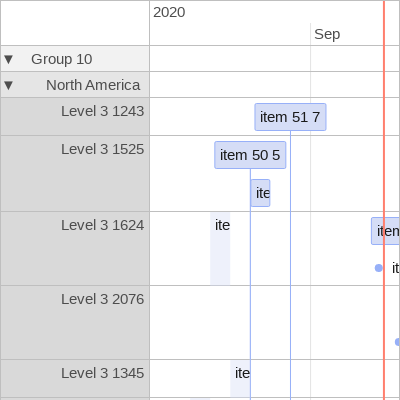 2020
Sep
▼ Group 10
▼ North America
Level 3 1243
item 51 7
Level 3 1525
item 50 5
ite
Level 3 1624
ite
item
it
Level 3 2076
Level 3 1345
ite